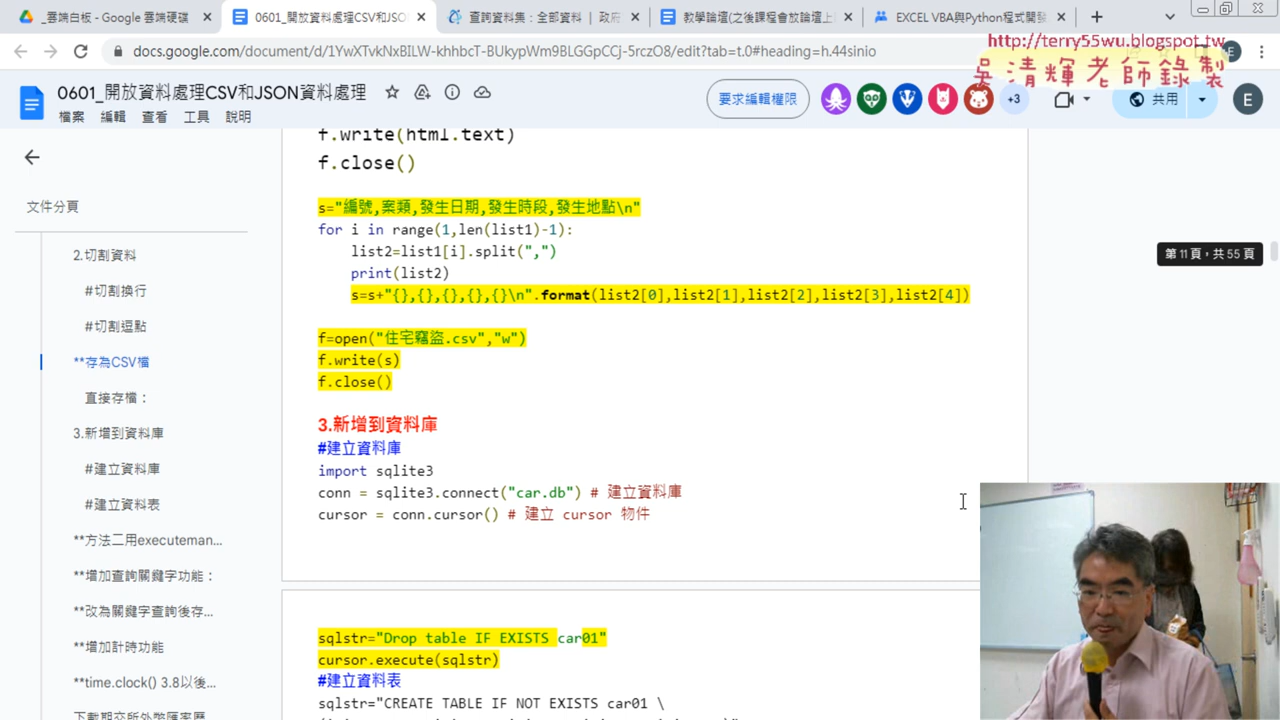 _雲端白板 - Google 雲端硬碟
0601_開放資料處理CSV和JSO
查詢資料集：全部資料 | 政府
教學論壇(之後課程會放論壇上
EXCEL VBA與Python程式開發
docs.google.com/document/d/1YwXTvkNxBILW-khhbcT-BUkypWm9BLGGpCCj-5rczO8/edit?tab=t.0#heading=h.44sinio
http://terry55wu.blogspot.tw
吳清輝老師錄製
0601_開放資料處理CSV和JSON資料處理
檔案 編輯 查看 工具 說明
要求編輯權限
+3
共用
E
文件分頁
2.切割資料
#切割換行
#切割逗點
**存為CSV檔
直接存檔：
3.新增到資料庫
#建立資料庫
#建立資料表
**方法二用executeman...
**增加查詢關鍵字功能：
**改為關鍵字查詢後存...
**增加計時功能
**time.clock() 3.8以後...
下載期交所外幣匯率歷
f.write(html.text)
f.close()
s="編號,案類,發生日期,發生時段,發生地點\n"
for i in range(1,len(list1)-1):
list2=list1[i].split(",")
print(list2)
s=s+"{},{},{},{},{}\n".format(list2[0],list2[1],list2[2],list2[3],list2[4])
f=open("住宅竊盜.csv","w")
f.write(s)
f.close()
3.新增到資料庫
#建立資料庫
import sqlite3
conn = sqlite3.connect("car.db") # 建立資料庫
cursor = conn.cursor() # 建立 cursor 物件
sqlstr="Drop table IF EXISTS car01"
cursor.execute(sqlstr)
#建立資料表
sqlstr="CREATE TABLE IF NOT EXISTS car01 \
第 11 頁，共 55 頁